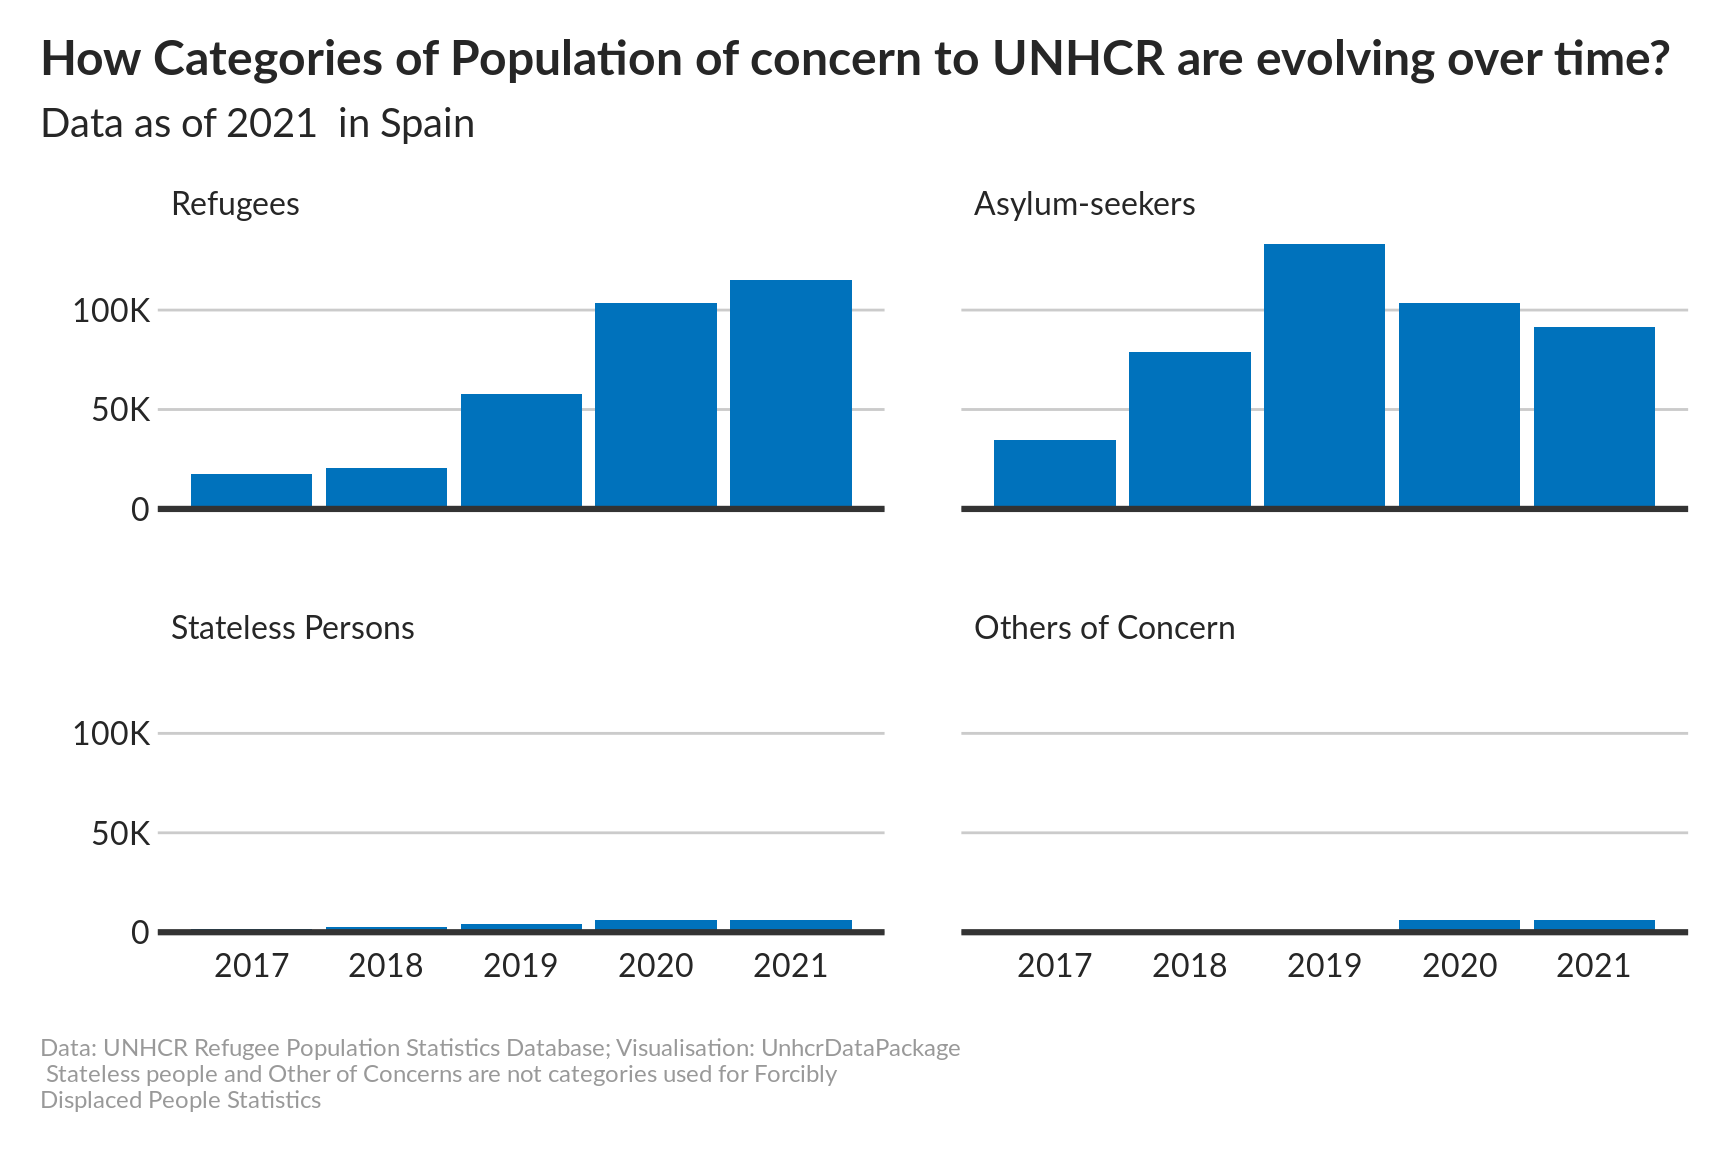 How Categories of Population of concern to UNHCR are evolving over time?
Data as of 2021  in Spain
Refugees
Asylum-seekers
100K
50K
0
Stateless Persons
Others of Concern
100K
50K
0
2017 2018 2019 2020 2021
2017 2018 2019 2020 2021
Data: UNHCR Refugee Population Statistics Database; Visualisation: UnhcrDataPackage
Stateless people and Other of Concerns are not categories used for Forcibly
Displaced People Statistics